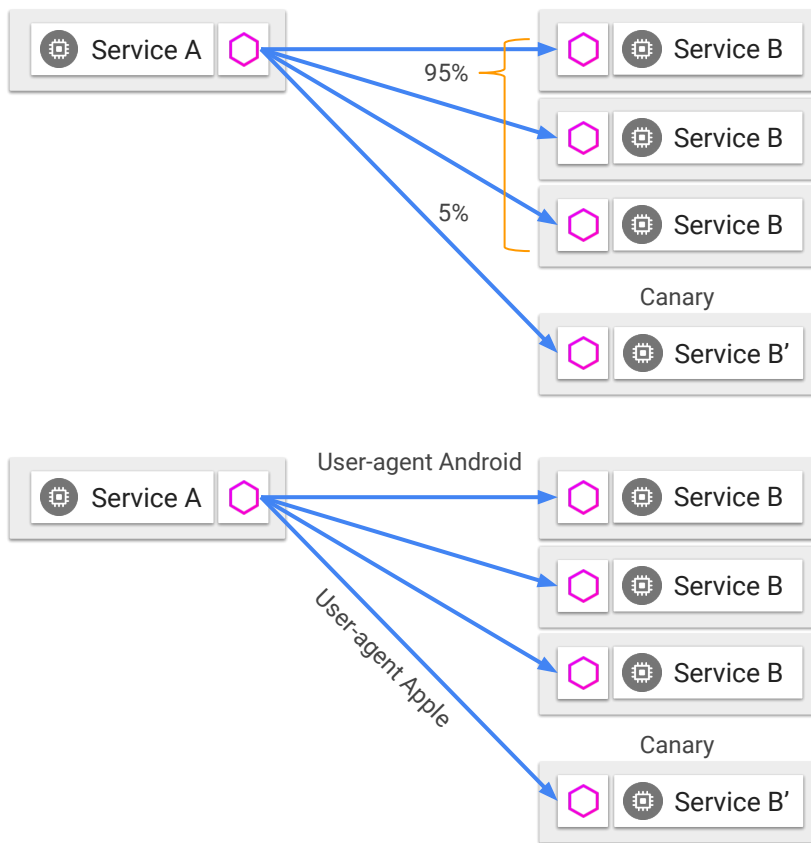 Service A
Service B
95%
Service B
5%
Service B
Canary
Service B’
User-agent Android
Service A
Service B
Service B
User-agent Apple
Service B
Canary
Service B’